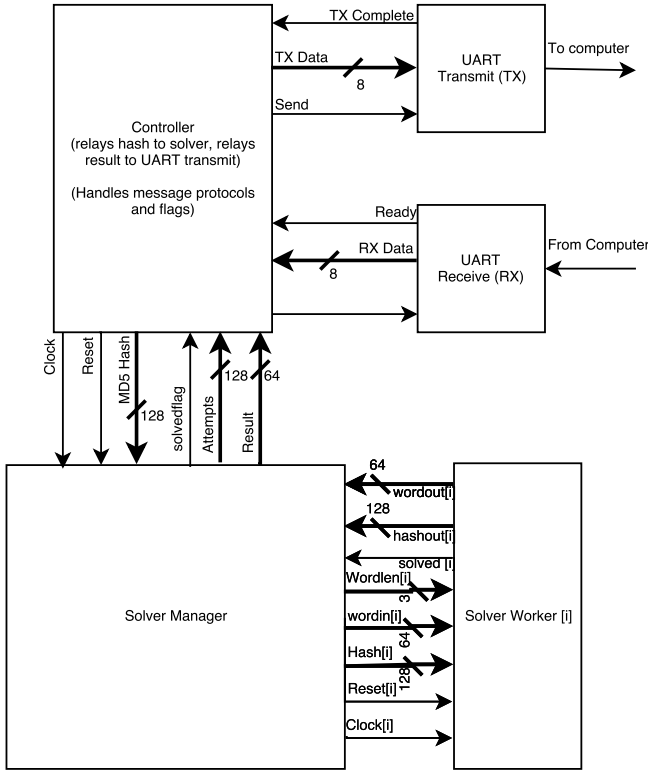 TX Complete
TX Data
8
Send
UART
Transmit (TX)
To computer
Controller
(relays hash to solver, relays
result to UART transmit)
(Handles message protocols
and flags)
Ready
RX Data
8
UART
Receive (RX)
From Computer
Clock
Reset
MD5 Hash
128
solvedflag
Attempts
128
Result
64
Solver Manager
64
wordout[i]
128
hashout[i]
solved [i]
Wordlen[i]
3
wordin[i]
64
Hash[i]
128
Reset[i]
Clock[i]
Solver Worker [i]